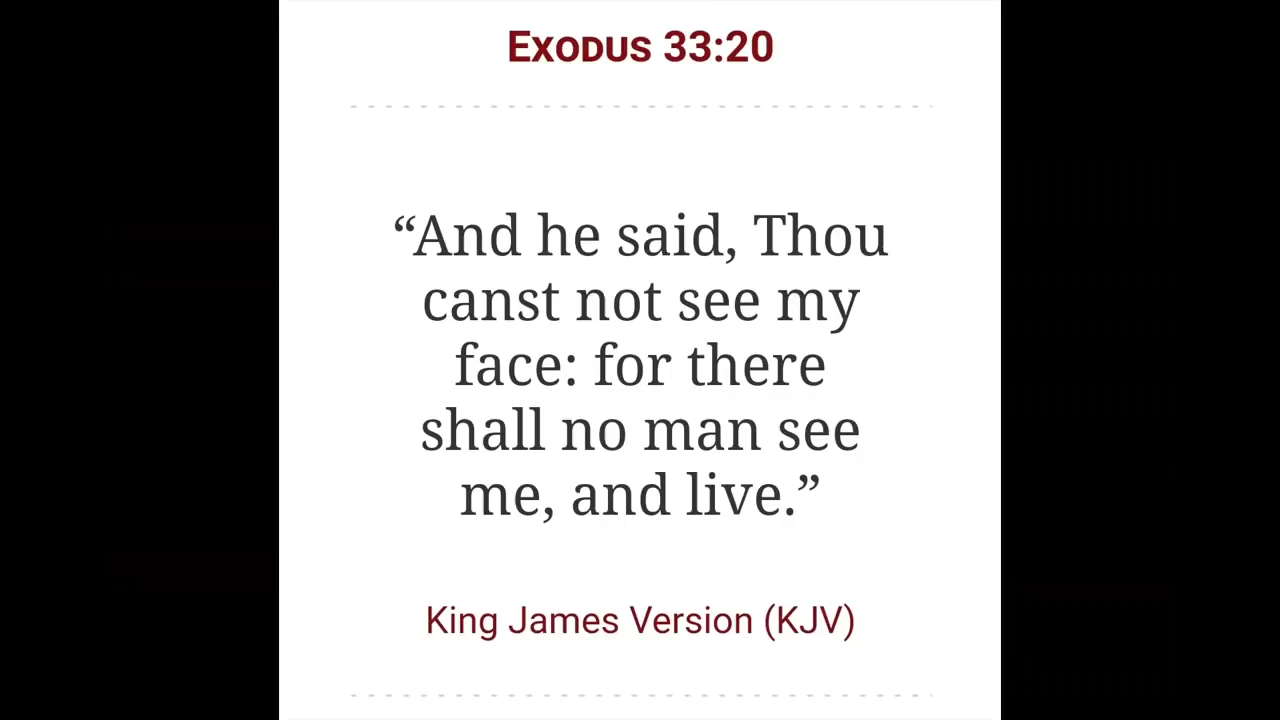 Exodus 33:20
“And he said, Thou
canst not see my
face: for there
shall no man see
me, and live.”
King James Version (KJV)